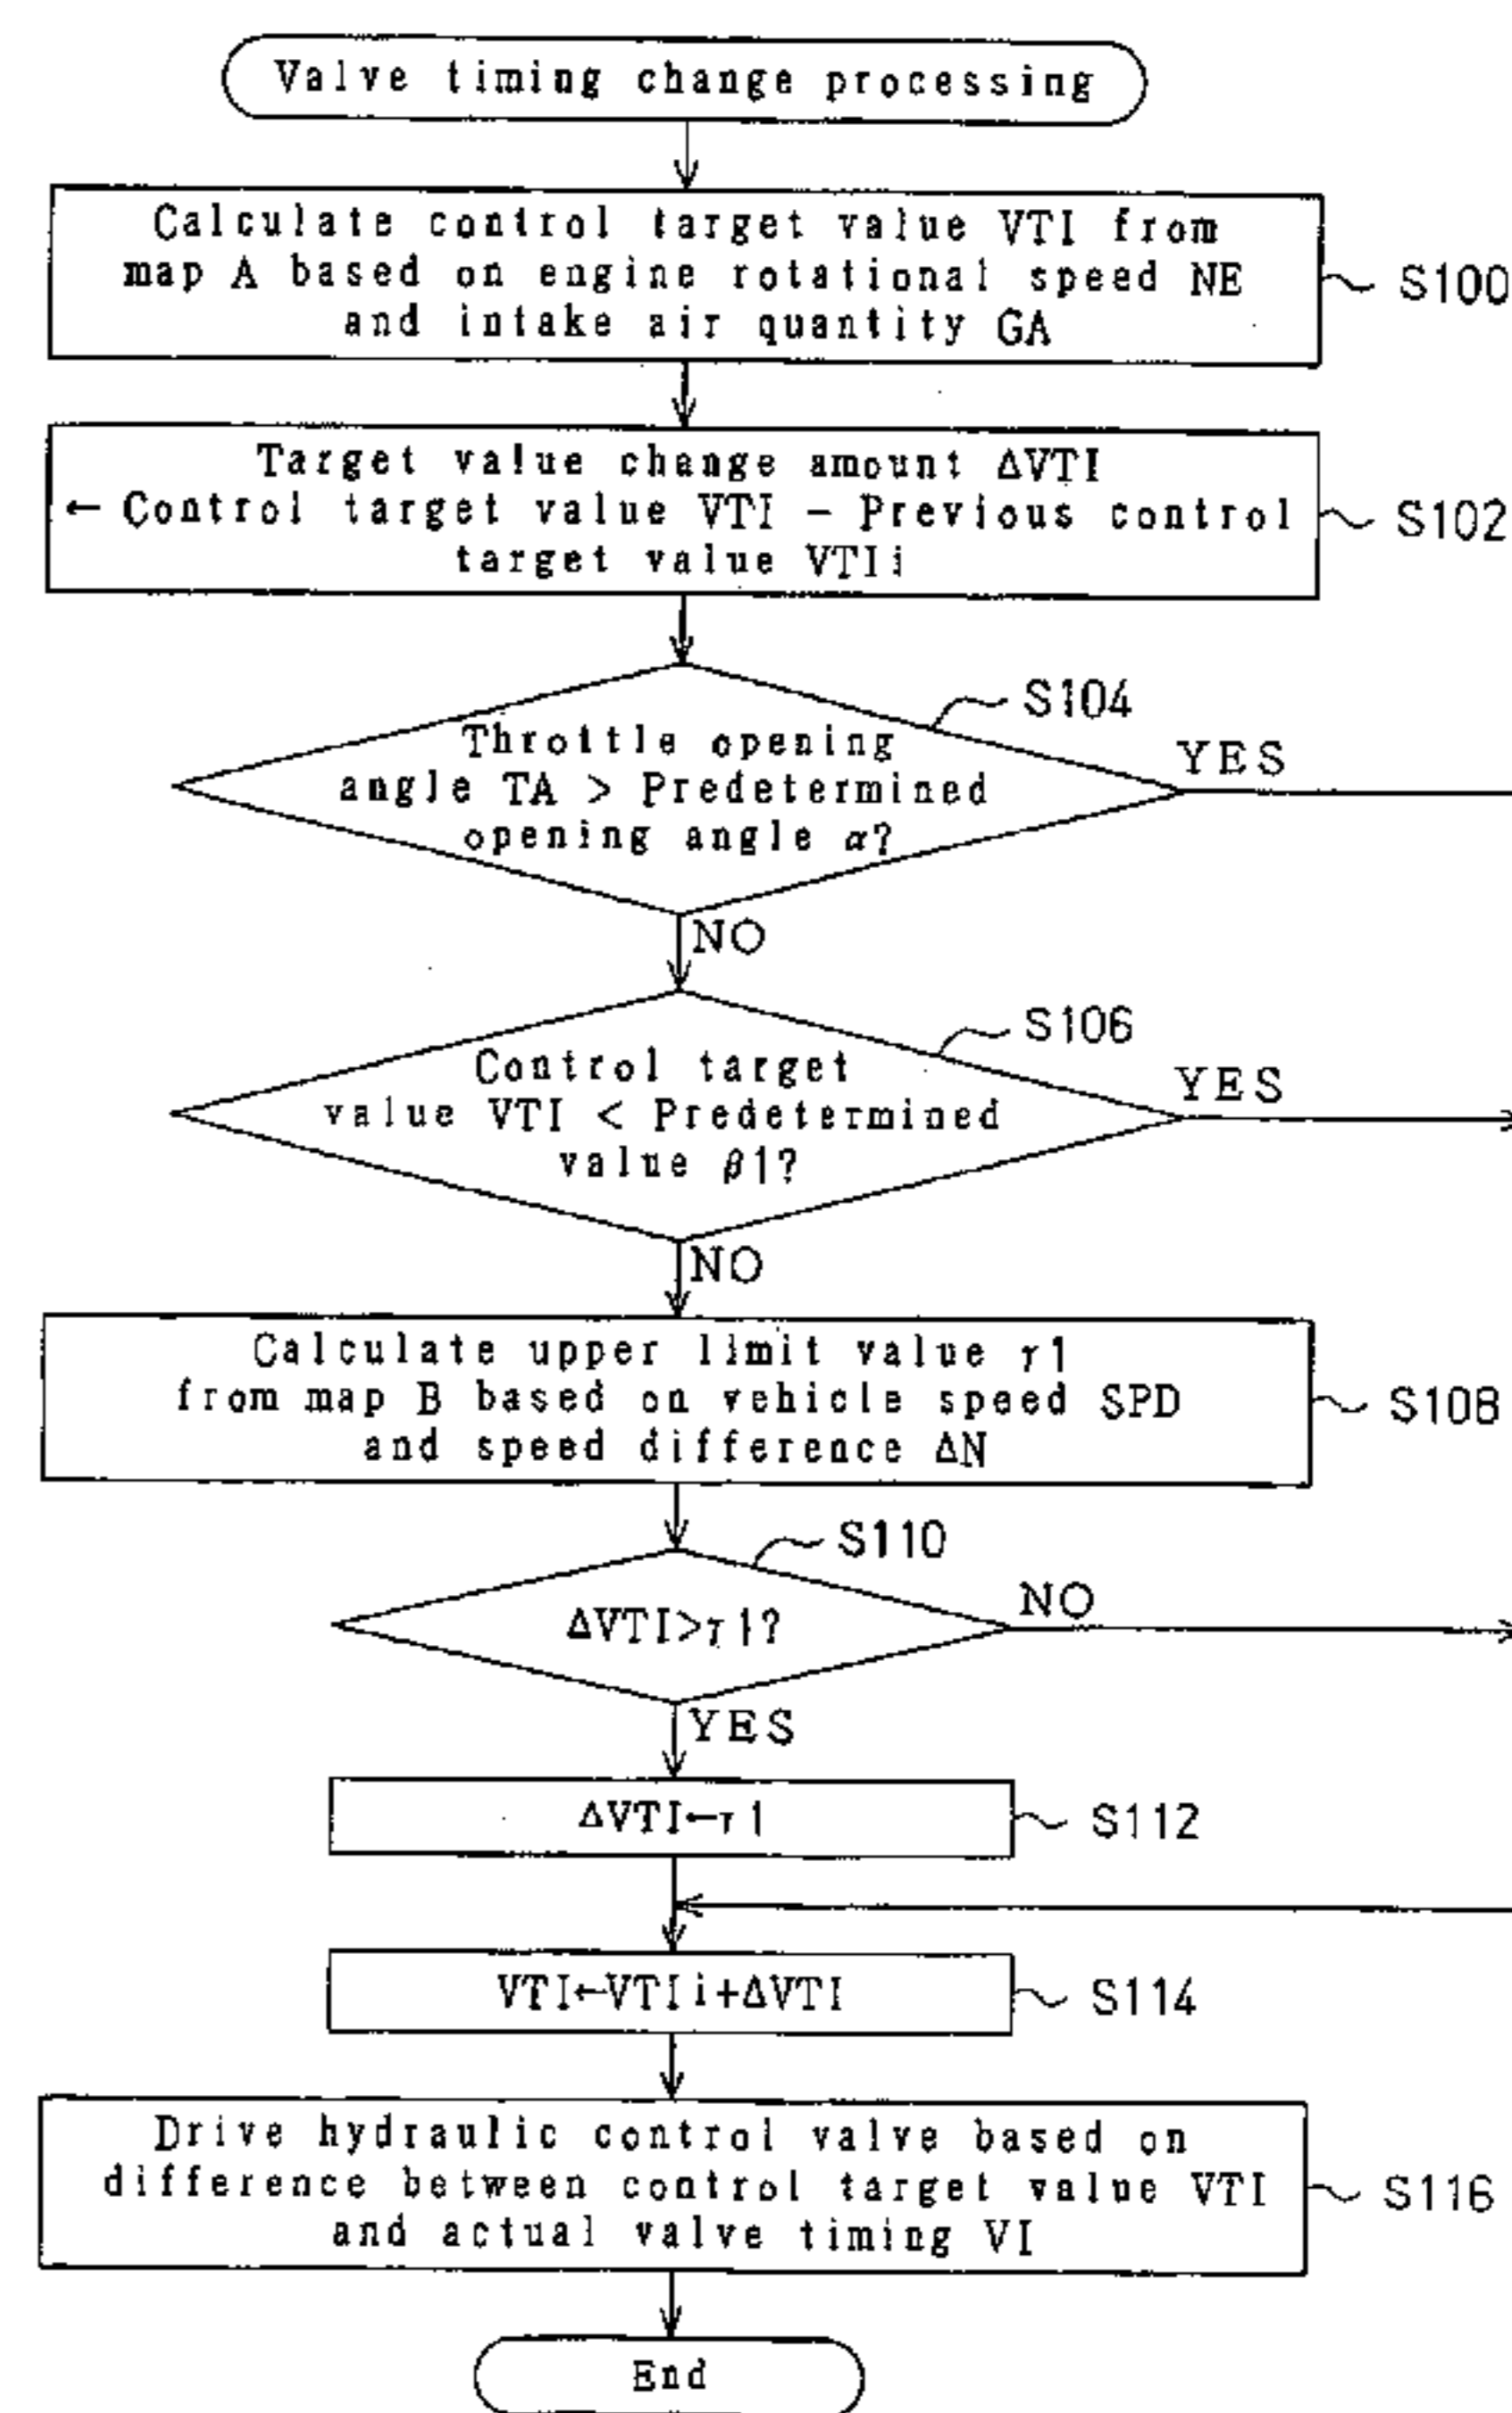 Valve timing change processing
Calculate control target value VTI from
map A based on engine rotational speed NE
and intake air quantity GA
S100
Target value change amount ΔVTI
← Control target value VTI − Previous control
target value VTIi
S102
S104
Throttle opening
angle TA > Predetermined
opening angle α?
YES
NO
S106
Control target
value VTI < Predetermined
value β1?
YES
NO
Calculate upper limit value γ1
from map B based on vehicle speed SPD
and speed difference ΔN
S108
S110
ΔVTI>γ1?
NO
YES
ΔVTI←γ1
S112
VTI←VTIi+ΔVTI
S114
Drive hydraulic control valve based on
difference between control target value VTI
and actual valve timing VI
S116
End